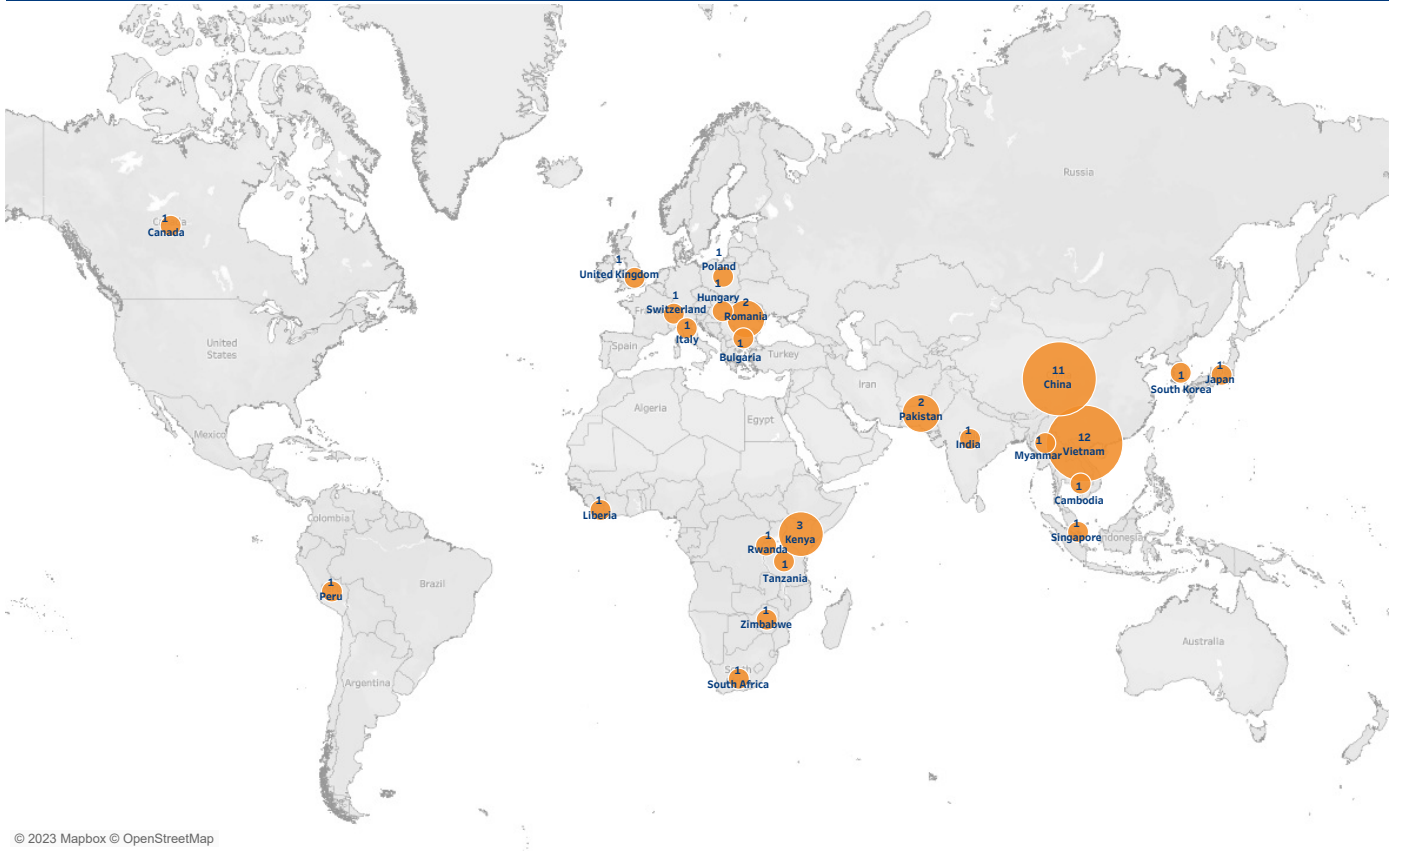 Russia
1
Canada
1
United Kingdom
1
Poland
1
Hungary
2
Romania
1
Switzerland
1
Italy
1
Bulgaria
Spain
Turkey
United
States
Mexico
Algeria
Egypt
Iran
11
China
1
South Korea
1
Japan
2
Pakistan
1
India
1
Myanmar
12
Vietnam
1
Cambodia
1
Singapore
1
Liberia
3
Kenya
1
Rwanda
1
Tanzania
Colombia
1
Peru
Brazil
1
Zimbabwe
Australia
1
South Africa
Argentina
© 2023 Mapbox © OpenStreetMap